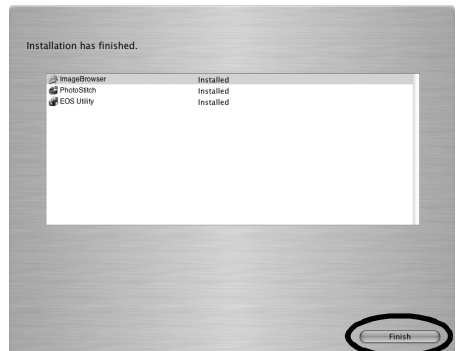 Installation has finished.
ImageBrowser Installed
PhotoStitch Installed
EOS Utility Installed
Finish